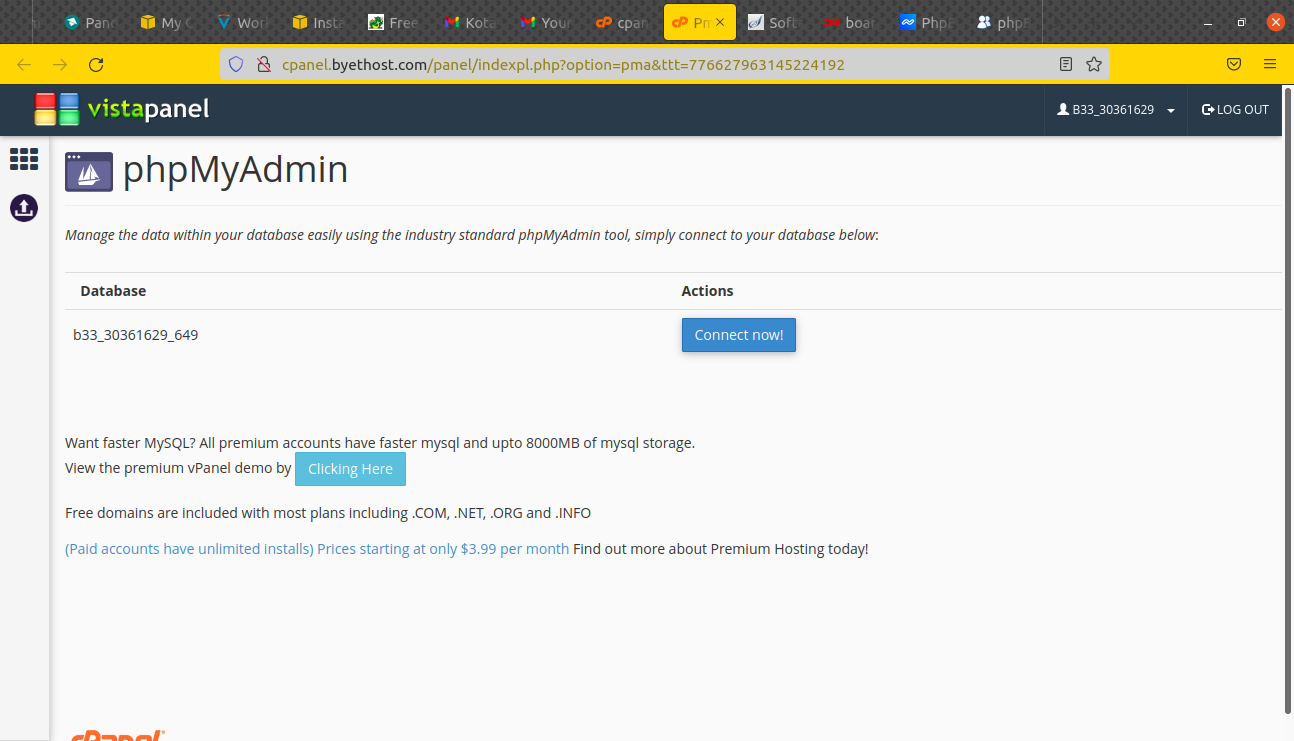 Pan
My C
Work
Insta
Free
Kota
Your
cpan
Pm
Soft
boar
Phpl
phpB
cpanel.byethost.com/panel/indexpl.php?option=pma&ttt=776627963145224192
vistapanel
B33_30361629
LOG OUT
phpMyAdmin
Manage the data within your database easily using the industry standard phpMyAdmin tool, simply connect to your database below:
Database Actions
b33_30361629_649 Connect now!
Want faster MySQL? All premium accounts have faster mysql and upto 8000MB of mysql storage.
View the premium vPanel demo by Clicking Here
Free domains are included with most plans including .COM, .NET, .ORG and .INFO
(Paid accounts have unlimited installs) Prices starting at only $3.99 per month Find out more about Premium Hosting today!
cPanel